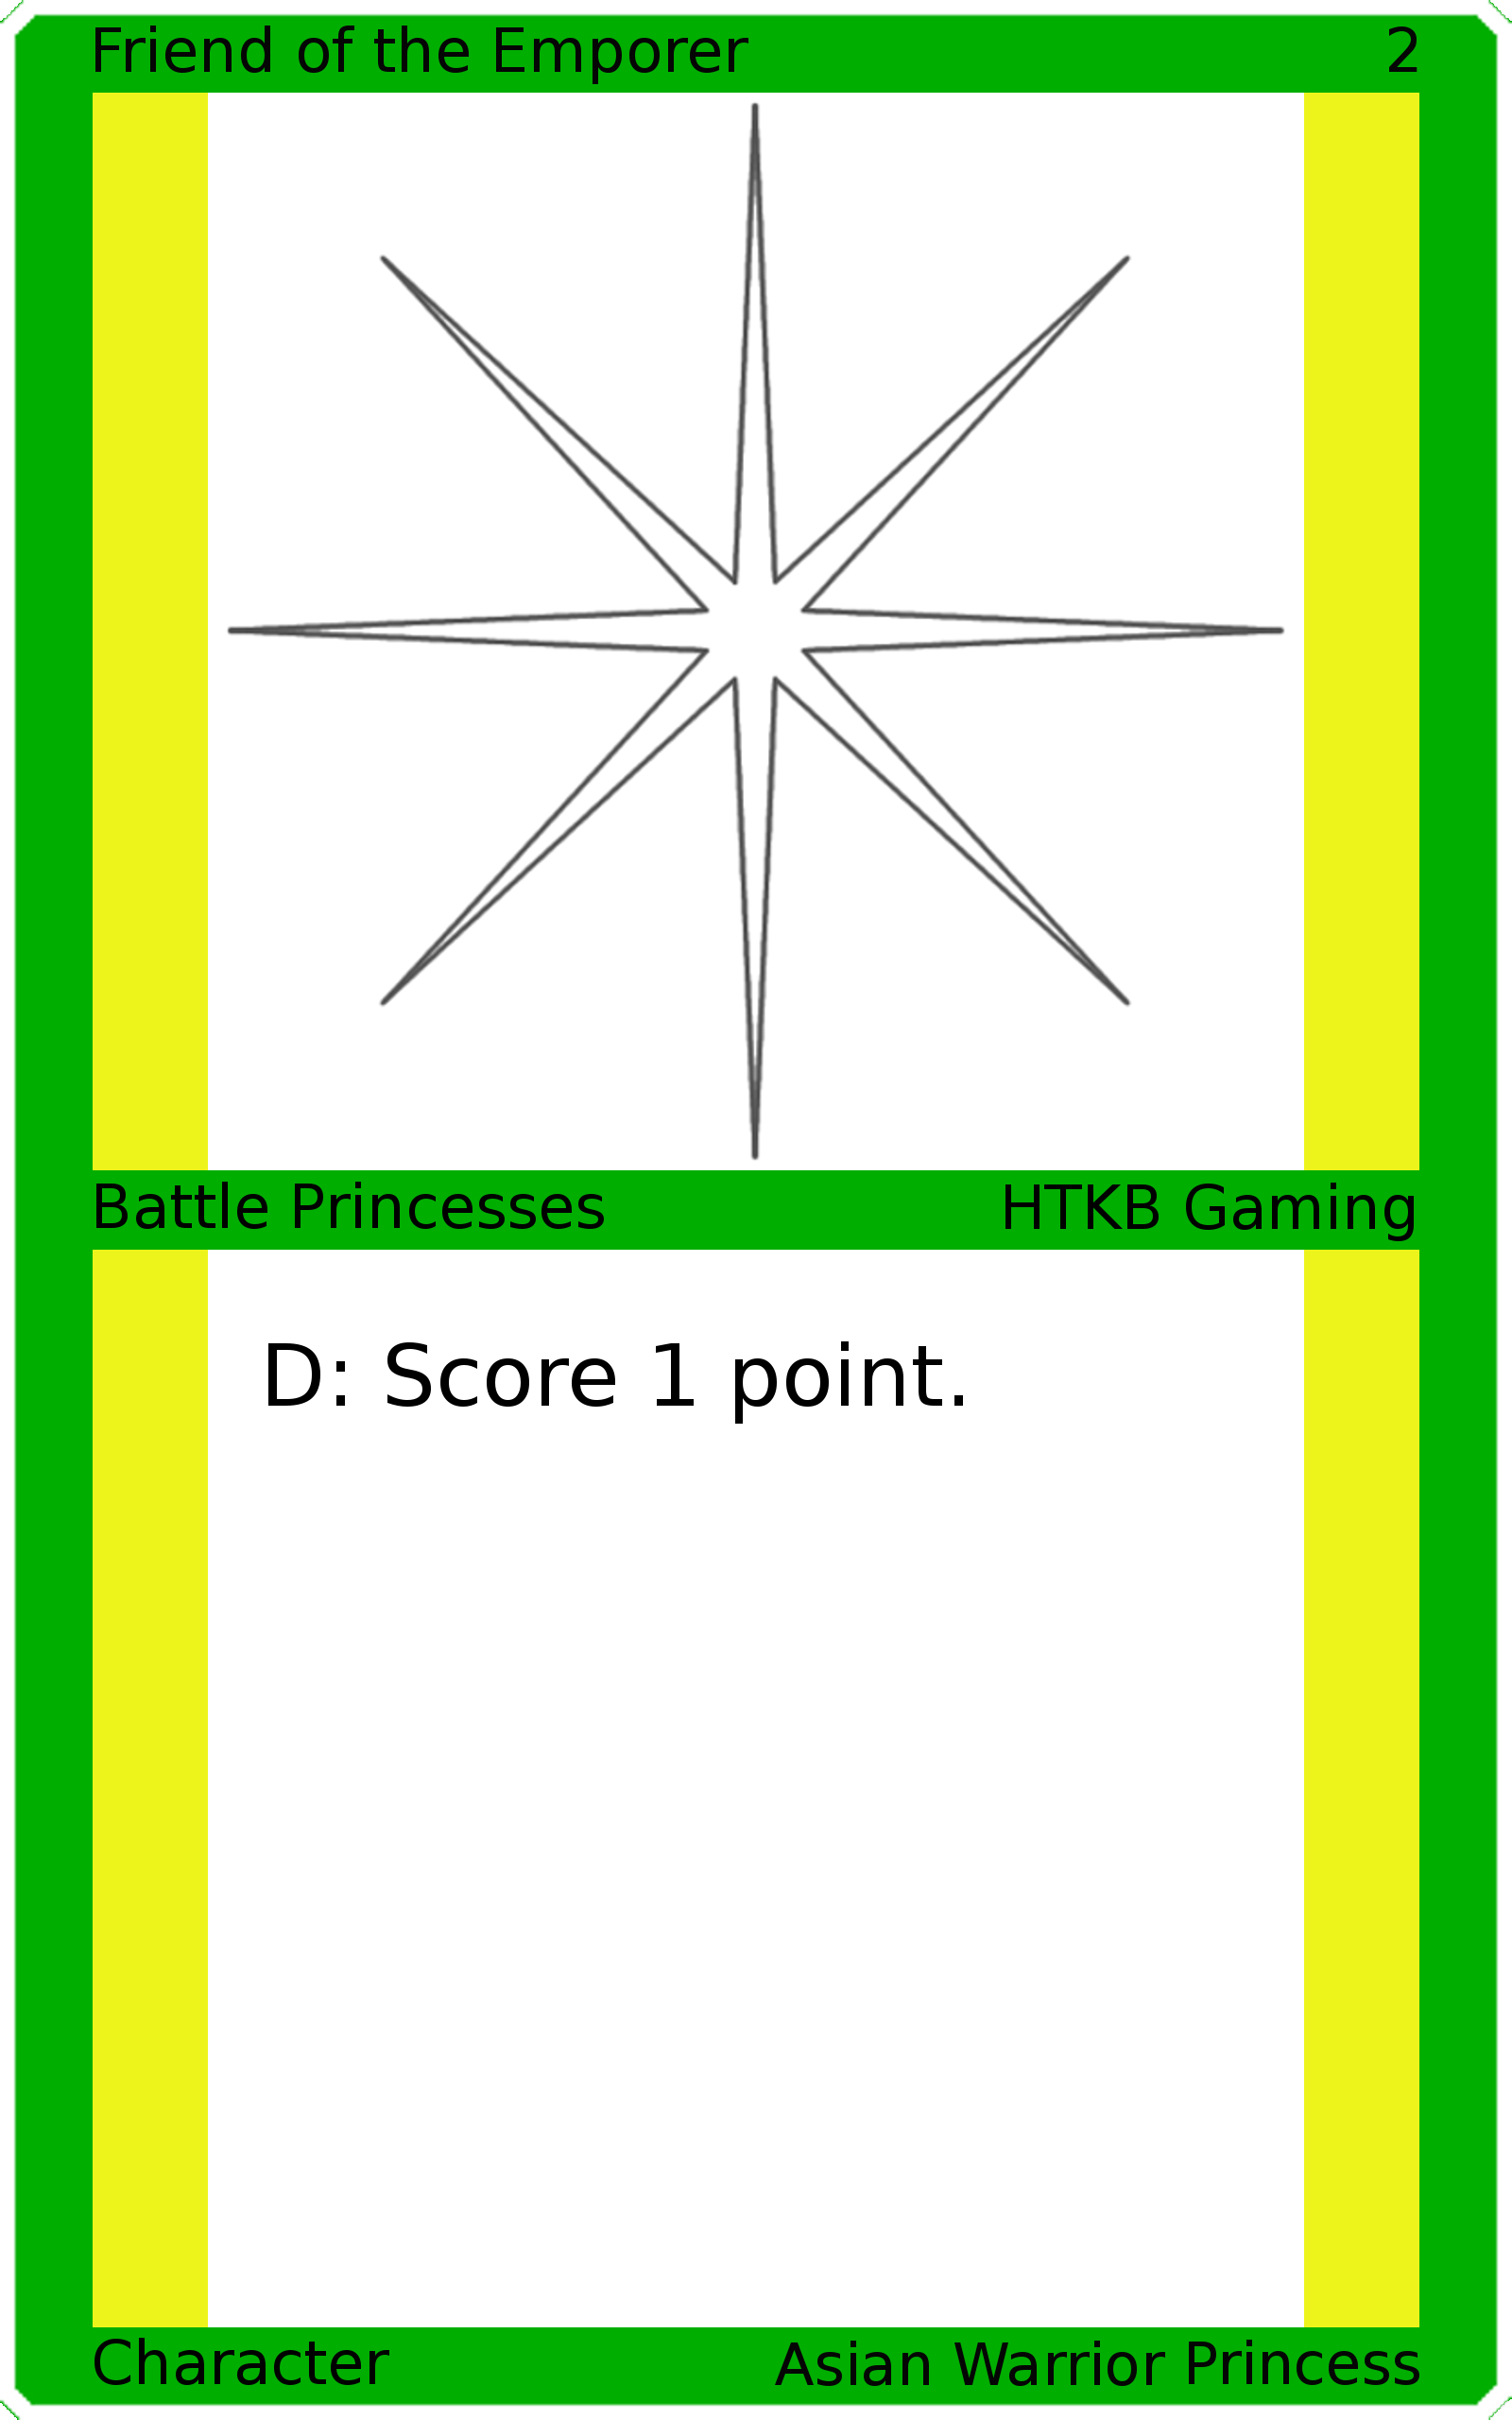 Friend of the Emporer 2
Battle Princesses HTKB Gaming
D: Score 1 point.
Character Asian Warrior Princess